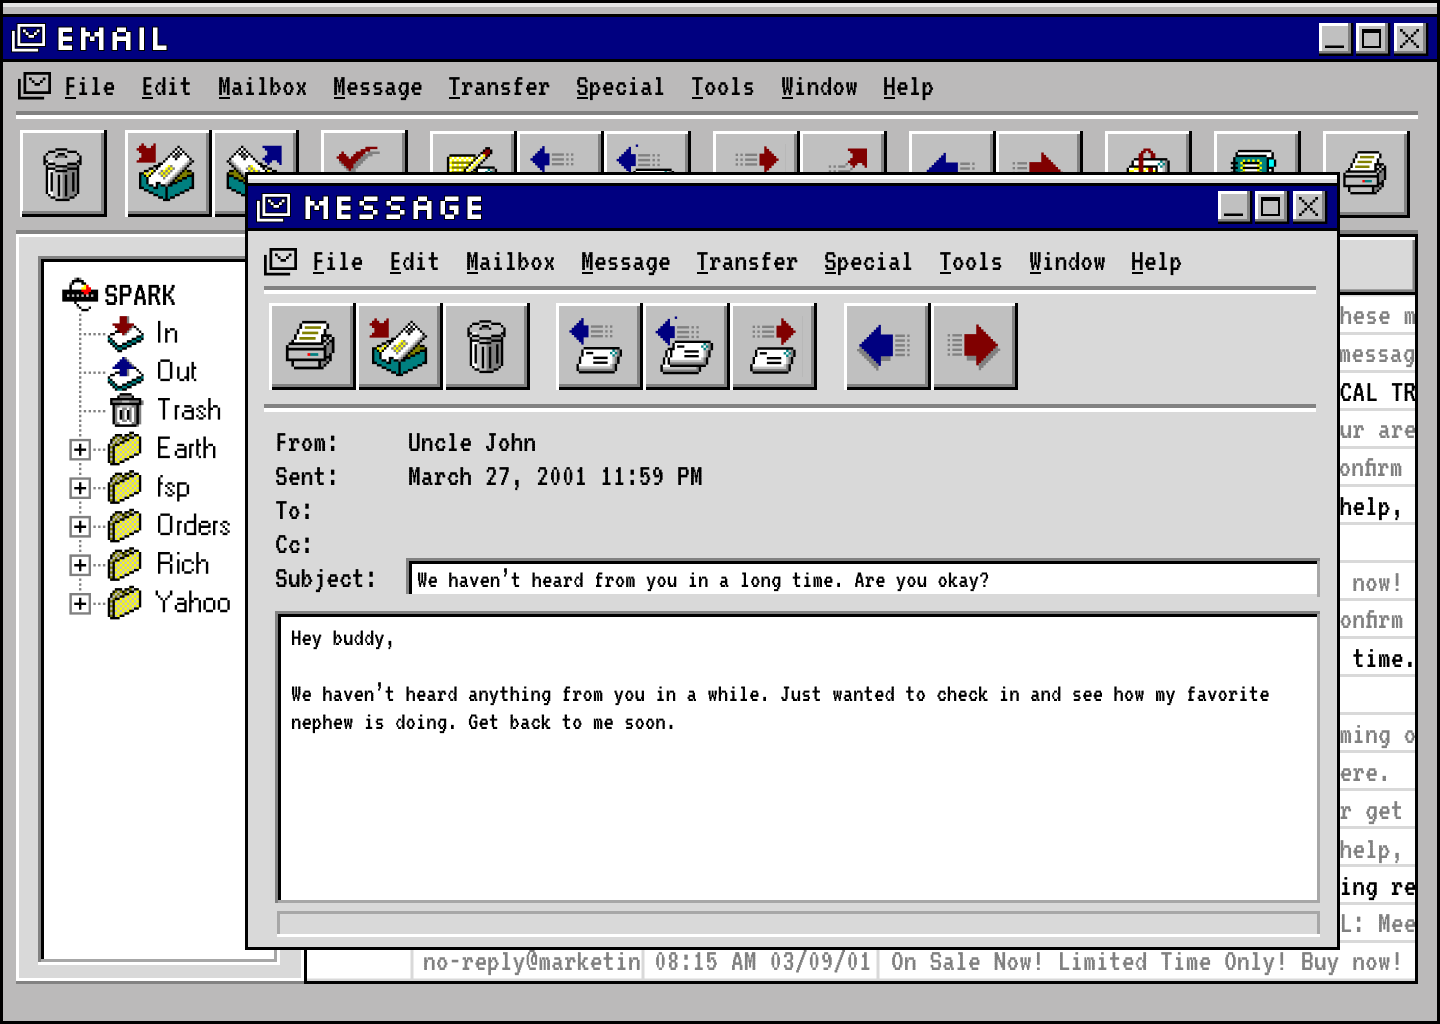 EMAIL
File Edit Mailbox Message Transfer Special Tools Window Help
MESSAGE
File Edit Mailbox Message Transfer Special Tools Window Help
SPARK
In
Out
Trash
Earth
fsp
Orders
Rich
Yahoo
From: Uncle John
Sent: March 27, 2001 11:59 PM
To:
Cc:
Subject: We haven't heard from you in a long time. Are you okay?
Hey buddy,
We haven't heard anything from you in a while. Just wanted to check in and see how my favorite
nephew is doing. Get back to me soon.
hese m
messag
CAL TR
ur are
onfirm
help,
now!
onfirm
time.
ming o
ere.
r get
help,
ing re
L: Mee
no-reply@marketin 08:15 AM 03/09/01 On Sale Now! Limited Time Only! Buy now!